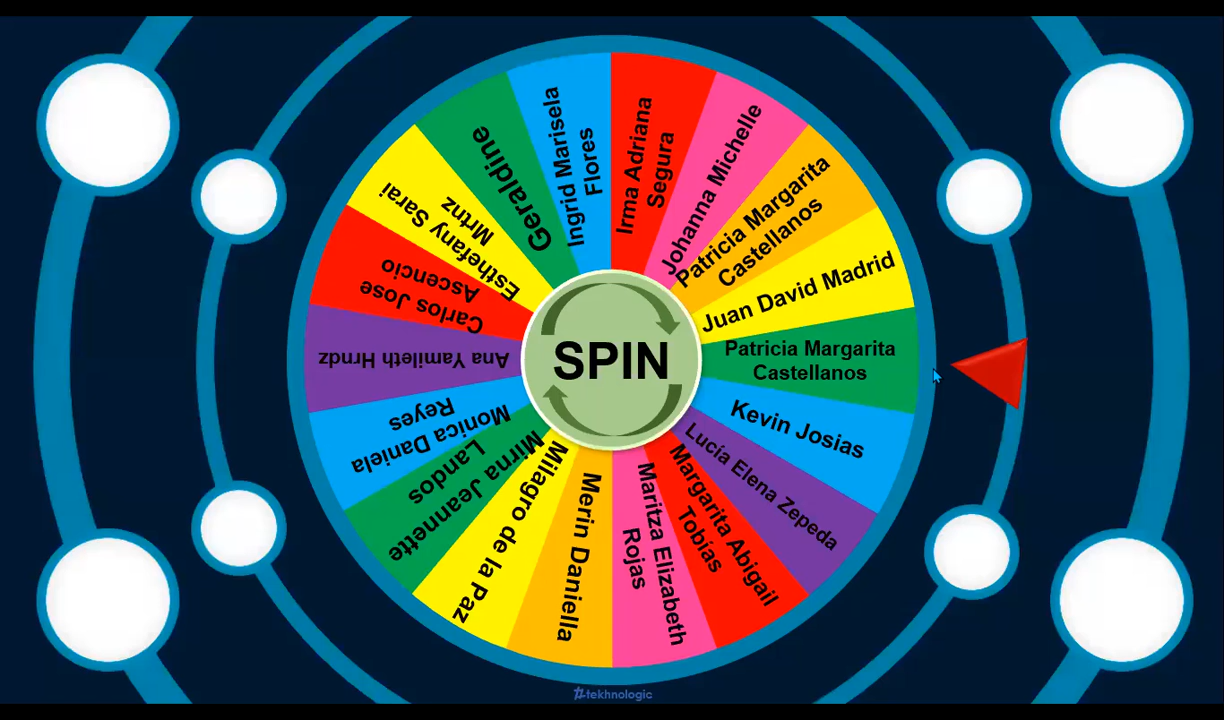 Irma Adriana
Segura
Johanna Michelle
Patricia Margarita
Castellanos
Juan David Madrid
Patricia Margarita
Castellanos
Kevin Josias
Lucía Elena Zepeda
Margarita Abigail
Tobias
Maritza Elizabeth
Rojas
Merin Daniella
Milagro de la Paz
Mirna Jeannette
Landos
Monica Daniela
Reyes
Ana Yamileth Hrndz
Carlos Jose
Ascencio
Esthefany Sarai
Mrtnz
Geraldine
Ingrid Marisela
Flores
SPIN
#tekhnologic